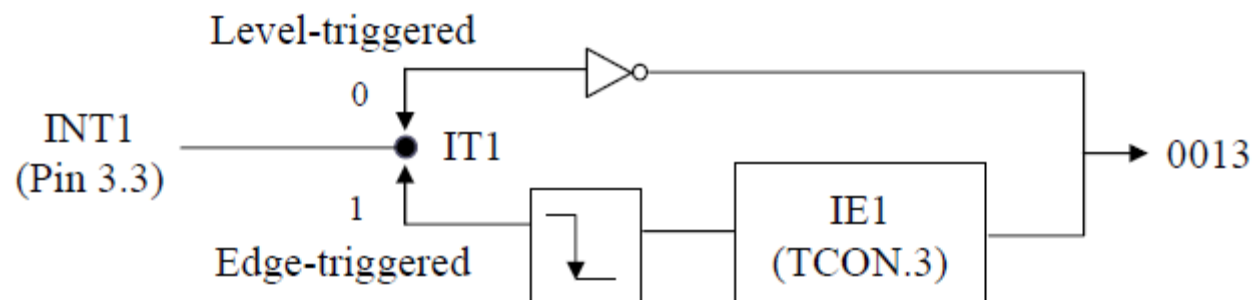 Level-triggered
0
INT1
(Pin 3.3)
IT1
0013
1
Edge-triggered
IE1
(TCON.3)